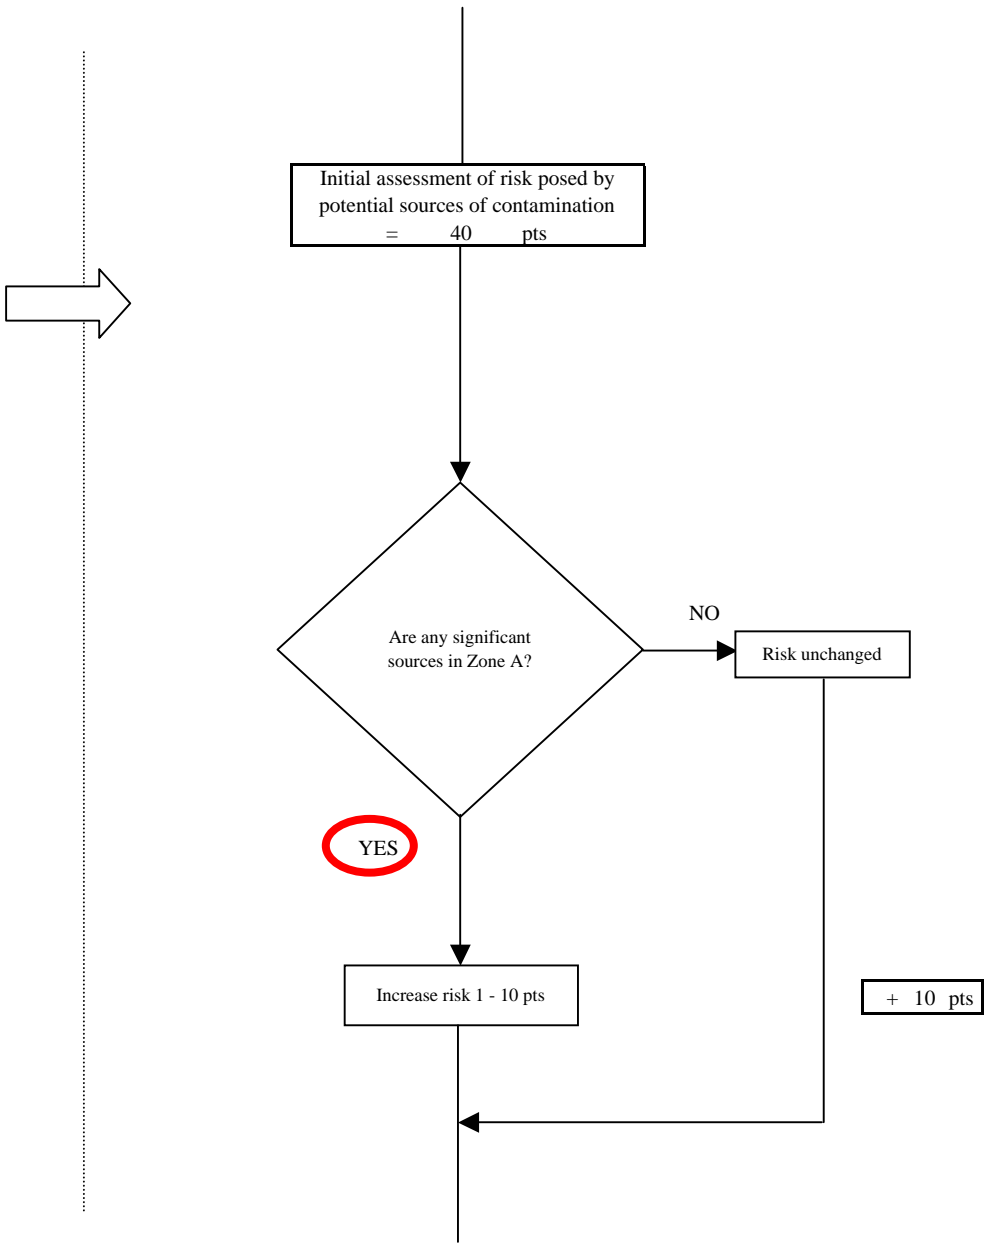 Initial assessment of risk posed by
potential sources of contamination
= 40 pts
Are any significant
sources in Zone A?
NO
Risk unchanged
YES
Increase risk 1 - 10 pts
+ 10 pts